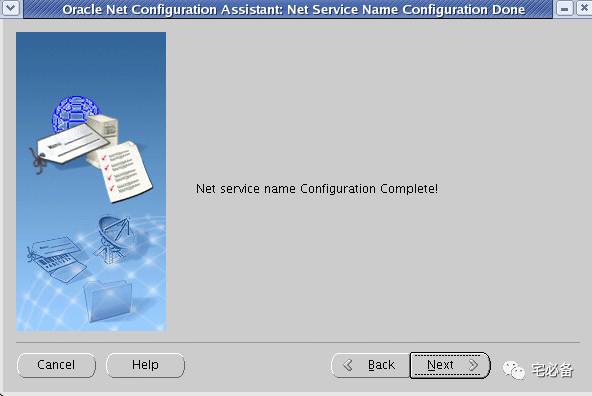 Oracle Net Configuration Assistant: Net Service Name Configuration Done
Net service name Configuration Complete!
Cancel
Help
Back
Next
宅必备